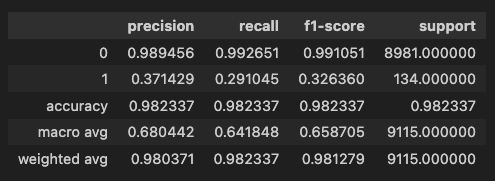 precision recall f1-score support
0 0.989456 0.992651 0.991051 8981.000000
1 0.371429 0.291045 0.326360 134.000000
accuracy 0.982337 0.982337 0.982337 0.982337
macro avg 0.680442 0.641848 0.658705 9115.000000
weighted avg 0.980371 0.982337 0.981279 9115.000000